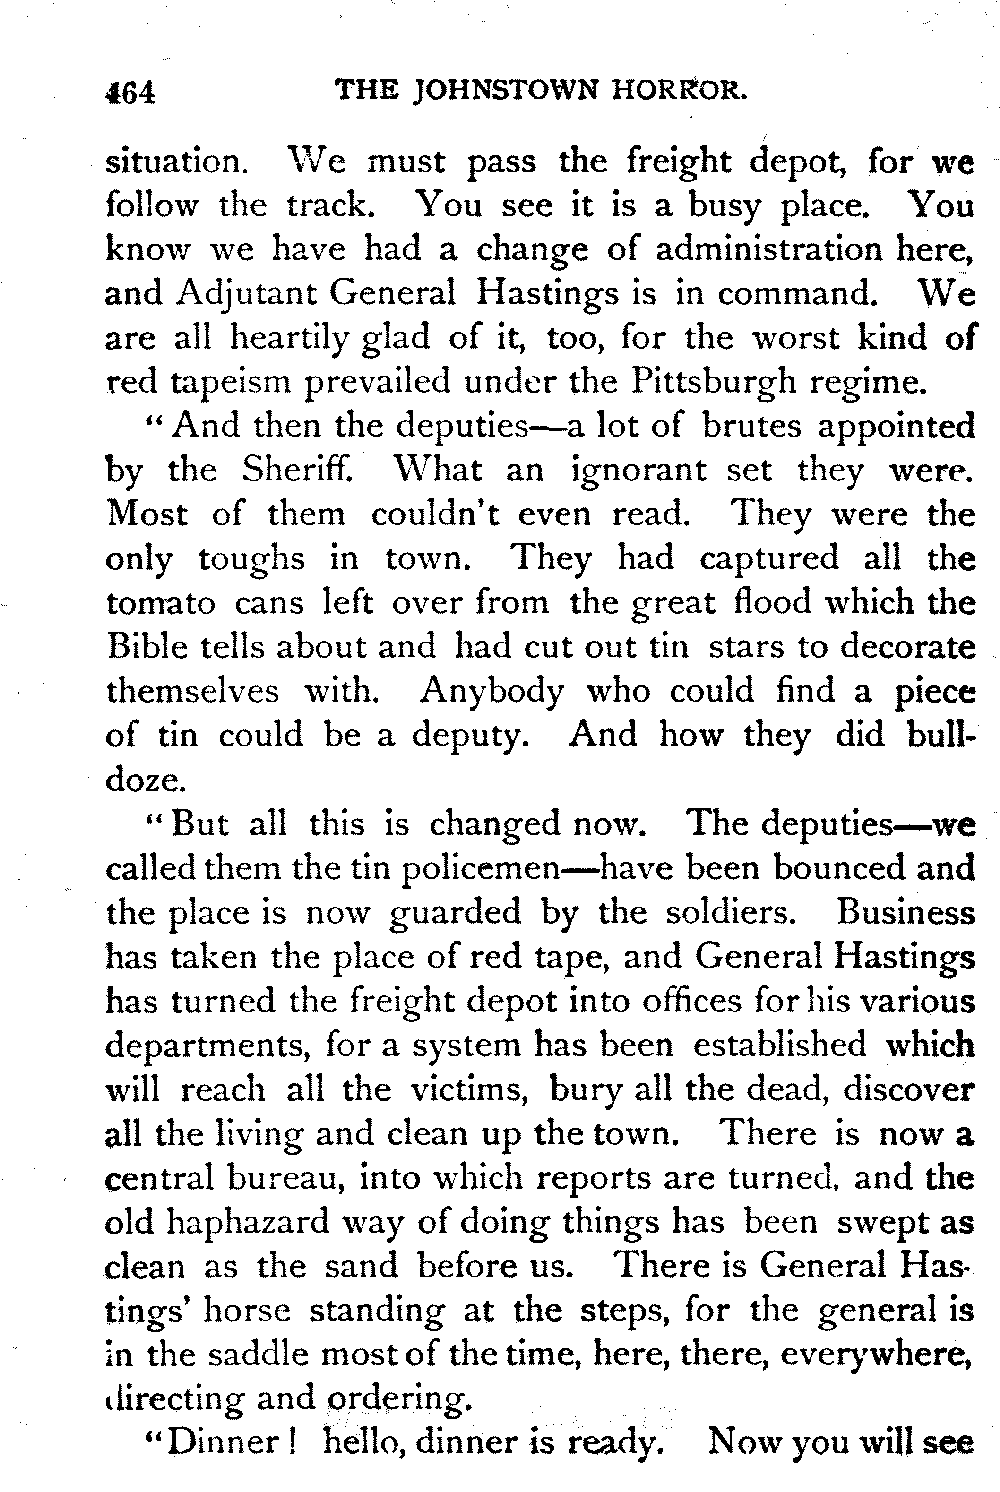 464 THE JOHNSTOWN HORROR.
situation. We must pass the freight depot, for we
follow the track. You see it is a busy place. You
know we have had a change of administration here,
and Adjutant General Hastings is in command. We
are all heartily glad of it, too, for the worst kind of
red tapeism prevailed under the Pittsburgh regime.
“ And then the deputies—a lot of brutes appointed
by the Sheriff. What an ignorant set they were.
Most of them couldn't even read. They were the
only toughs in town. They had captured all the
tomato cans left over from the great flood which the
Bible tells about and had cut out tin stars to decorate
themselves with. Anybody who could find a piece
of tin could be a deputy. And how they did bull-
doze.
“ But all this is changed now. The deputies—we
called them the tin policemen—have been bounced and
the place is now guarded by the soldiers. Business
has taken the place of red tape, and General Hastings
has turned the freight depot into offices for his various
departments, for a system has been established which
will reach all the victims, bury all the dead, discover
all the living and clean up the town. There is now a
central bureau, into which reports are turned, and the
old haphazard way of doing things has been swept as
clean as the sand before us. There is General Has-
tings' horse standing at the steps, for the general is
in the saddle most of the time, here, there, everywhere,
directing and ordering.
“Dinner ! hello, dinner is ready. Now you will see